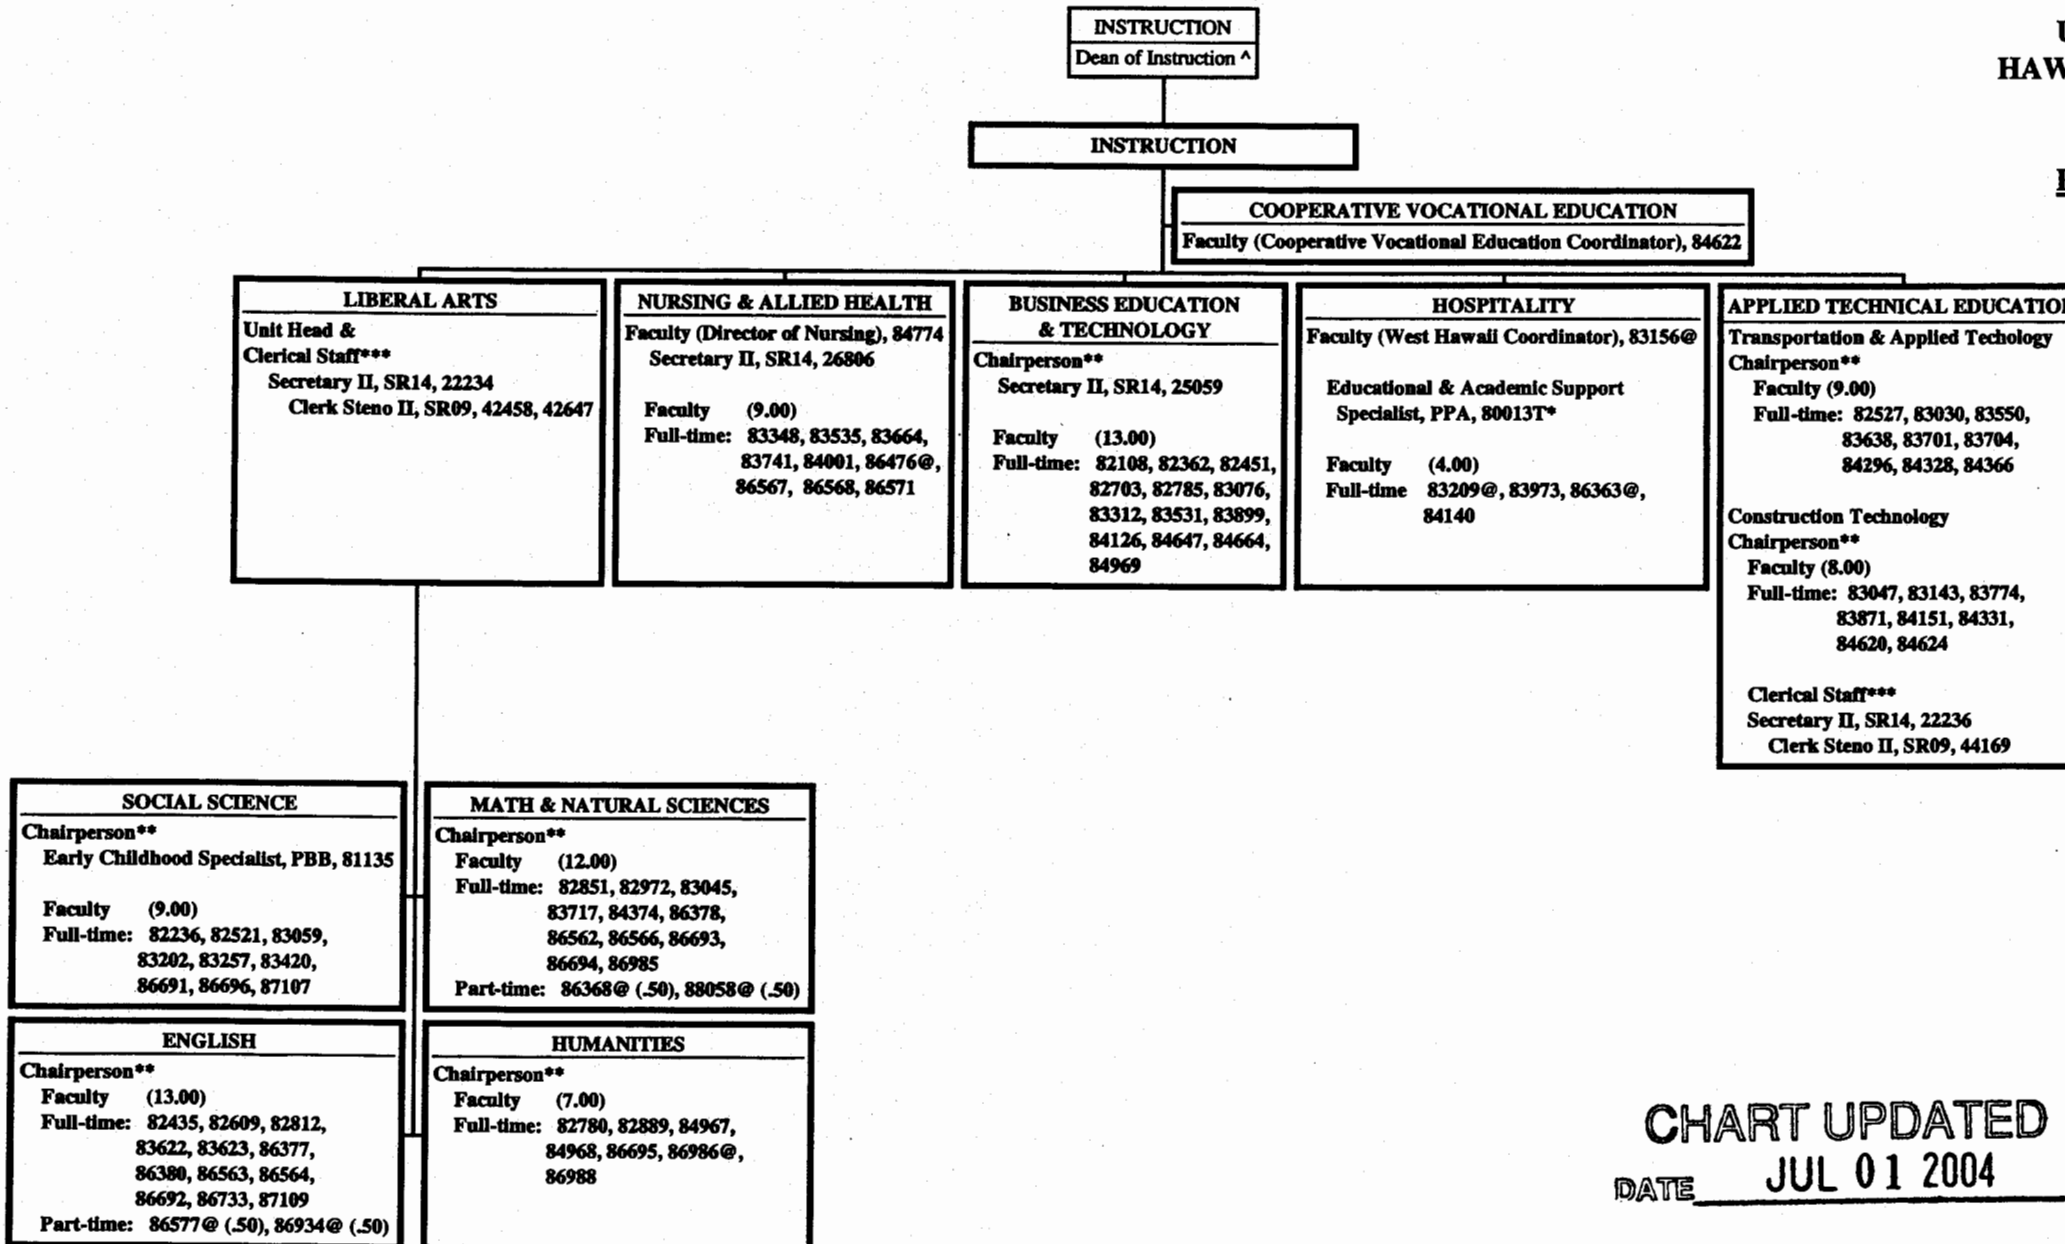 INSTRUCTION
Dean of Instruction ^
INSTRUCTION
COOPERATIVE VOCATIONAL EDUCATION
Faculty (Cooperative Vocational Education Coordinator), 84622
LIBERAL ARTS
Unit Head &
Clerical Staff***
Secretary II, SR14, 22234
Clerk Steno II, SR09, 42458, 42647
NURSING & ALLIED HEALTH
Faculty (Director of Nursing), 84774
Secretary II, SR14, 26806
Faculty (9.00)
Full-time: 83348, 83535, 83664,
83741, 84001, 86476@,
86567, 86568, 86571
BUSINESS EDUCATION
& TECHNOLOGY
Chairperson**
Secretary II, SR14, 25059
Faculty (13.00)
Full-time: 82108, 82362, 82451,
82703, 82785, 83076,
83312, 83531, 83899,
84126, 84647, 84664,
84969
HOSPITALITY
Faculty (West Hawaii Coordinator), 83156@
Educational & Academic Support
Specialist, PPA, 80013T*
Faculty (4.00)
Full-time 83209@, 83973, 86363@,
84140
APPLIED TECHNICAL EDUCATION
Transportation & Applied Techology
Chairperson**
Faculty (9.00)
Full-time: 82527, 83030, 83550,
83638, 83701, 83704,
84296, 84328, 84366
Construction Technology
Chairperson**
Faculty (8.00)
Full-time: 83047, 83143, 83774,
83871, 84151, 84331,
84620, 84624
Clerical Staff***
Secretary II, SR14, 22236
Clerk Steno II, SR09, 44169
SOCIAL SCIENCE
Chairperson**
Early Childhood Specialist, PBB, 81135
Faculty (9.00)
Full-time: 82236, 82521, 83059,
83202, 83257, 83420,
86691, 86696, 87107
MATH & NATURAL SCIENCES
Chairperson**
Faculty (12.00)
Full-time: 82851, 82972, 83045,
83717, 84374, 86378,
86562, 86566, 86693,
86694, 86985
Part-time: 86368@ (.50), 88058@ (.50)
ENGLISH
Chairperson**
Faculty (13.00)
Full-time: 82435, 82609, 82812,
83622, 83623, 86377,
86380, 86563, 86564,
86692, 86733, 87109
Part-time: 86577@ (.50), 86934@ (.50)
HUMANITIES
Chairperson**
Faculty (7.00)
Full-time: 82780, 82889, 84967,
84968, 86695, 86986@,
86988
CHART UPDATED
DATE JUL 01 2004